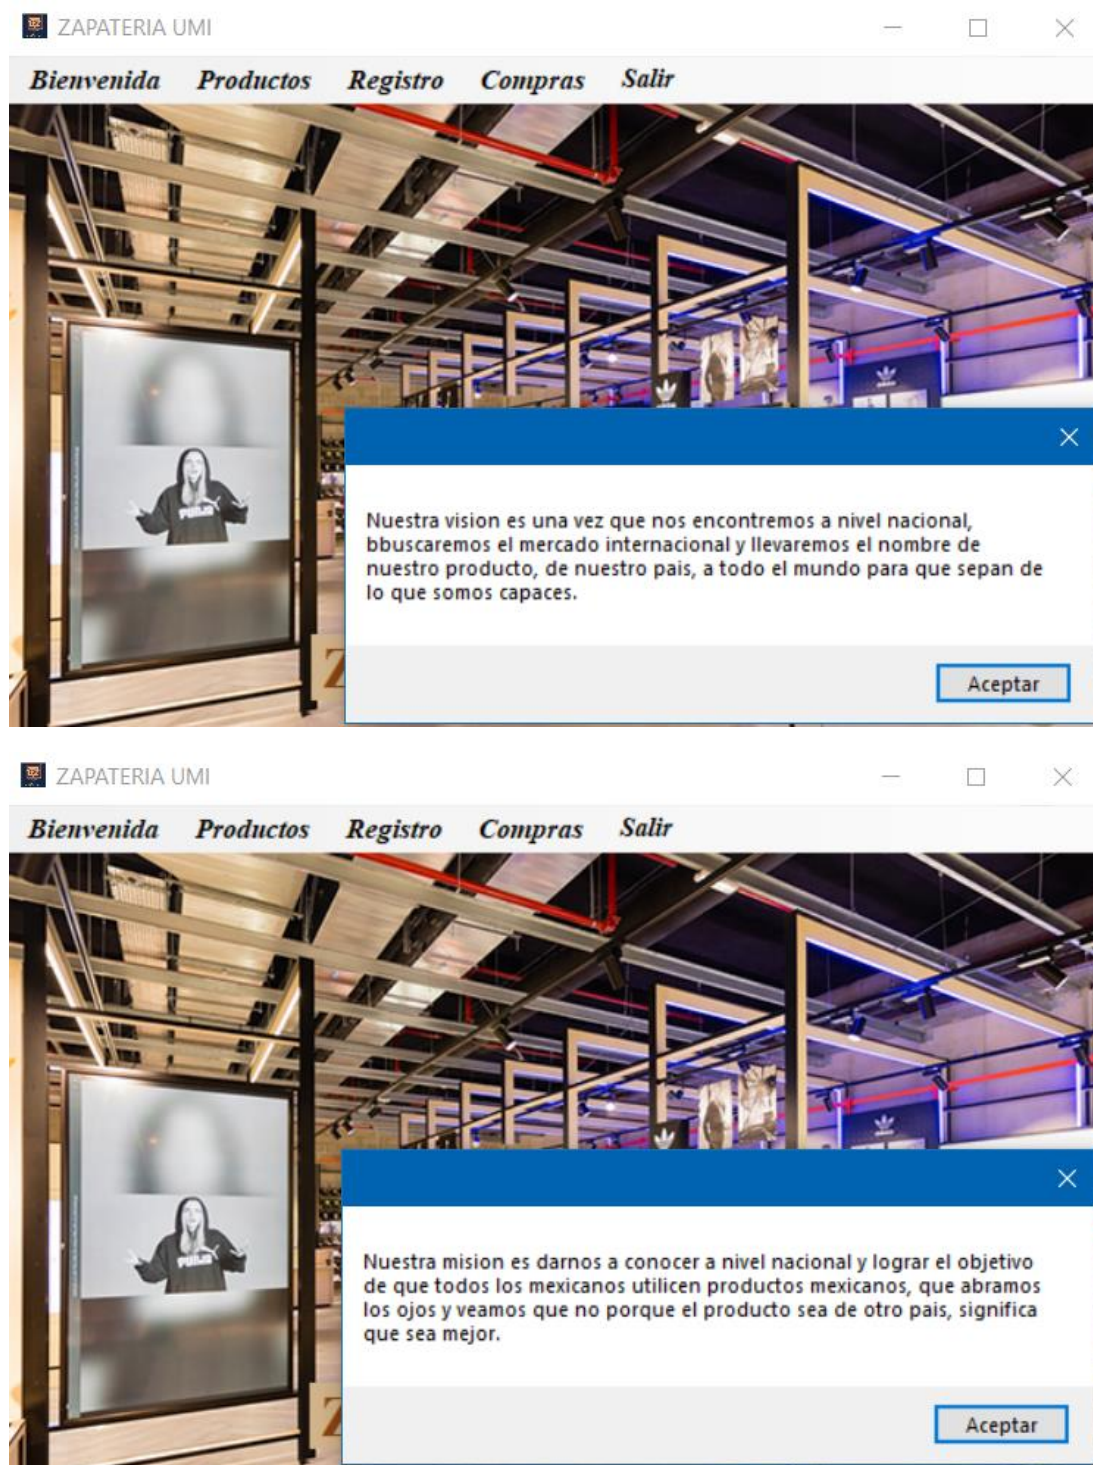 ZAPATERIA UMI
Bienvenida Productos Registro Compras Salir
PUMA
adidas
Nuestra vision es una vez que nos encontremos a nivel nacional,
bbuscaremos el mercado internacional y llevaremos el nombre de
nuestro producto, de nuestro pais, a todo el mundo para que sepan de
lo que somos capaces.
Z
Aceptar
ZAPATERIA UMI
Bienvenida Productos Registro Compras Salir
PUMA
adidas
Nuestra mision es darnos a conocer a nivel nacional y lograr el objetivo
de que todos los mexicanos utilicen productos mexicanos, que abramos
los ojos y veamos que no porque el producto sea de otro pais, significa
que sea mejor.
Z
Aceptar